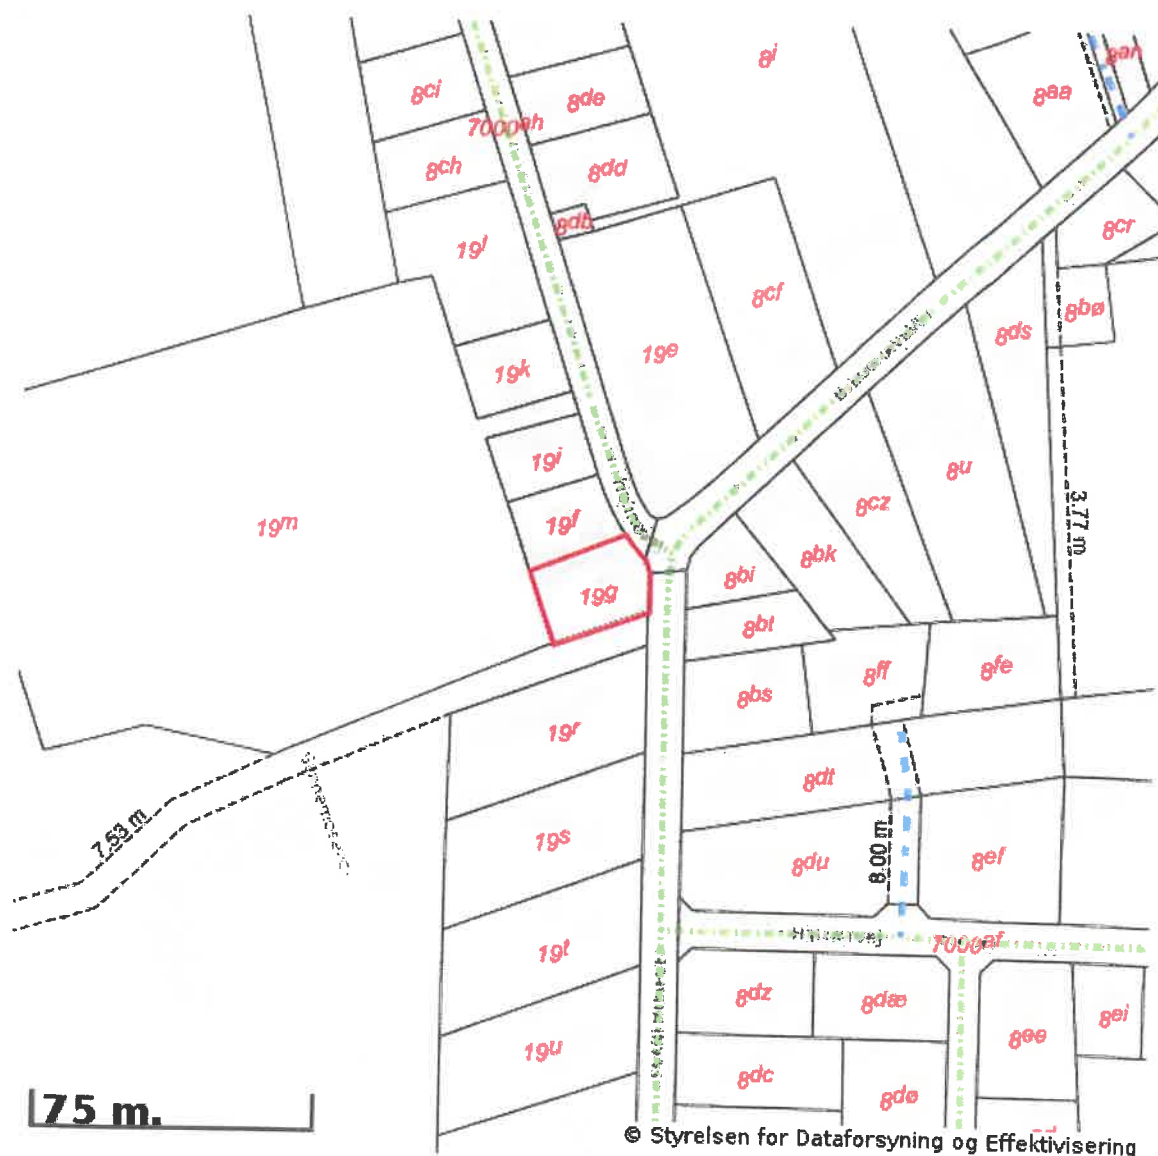 8i
8an
8ci
8de
8aa
7000ah
8ch
8dd
8db
8cr
19l
8cf
8bø
8ds
19k
19e
19i
8u
19m
19f
8cz
3.77 m
8bk
8bi
19g
8bt
8ff
8fe
8bs
19r
8dt
7.53 m
19s
8du
8.00 m
8ef
19t
7000af
8dz
8dæ
8ei
8ee
19u
8dc
8dø
75 m.
© Styrelsen for Dataforsyning og Effektivisering